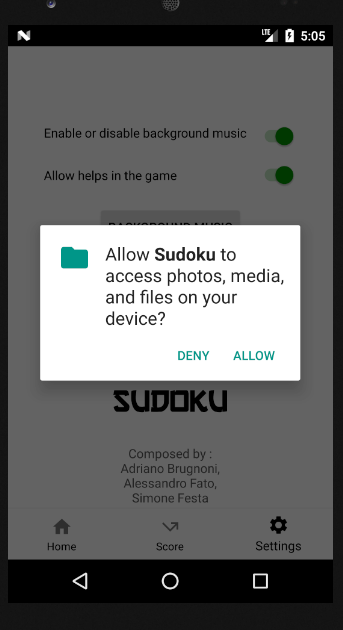 LTE 5:05
Enable or disable background music
Allow helps in the game
BACKGROUND MUSIC
Allow Sudoku to
access photos, media,
and files on your
device?
DENY ALLOW
SUDOKU
Composed by :
Adriano Brugnoni,
Alessandro Fato,
Simone Festa
Home Score Settings